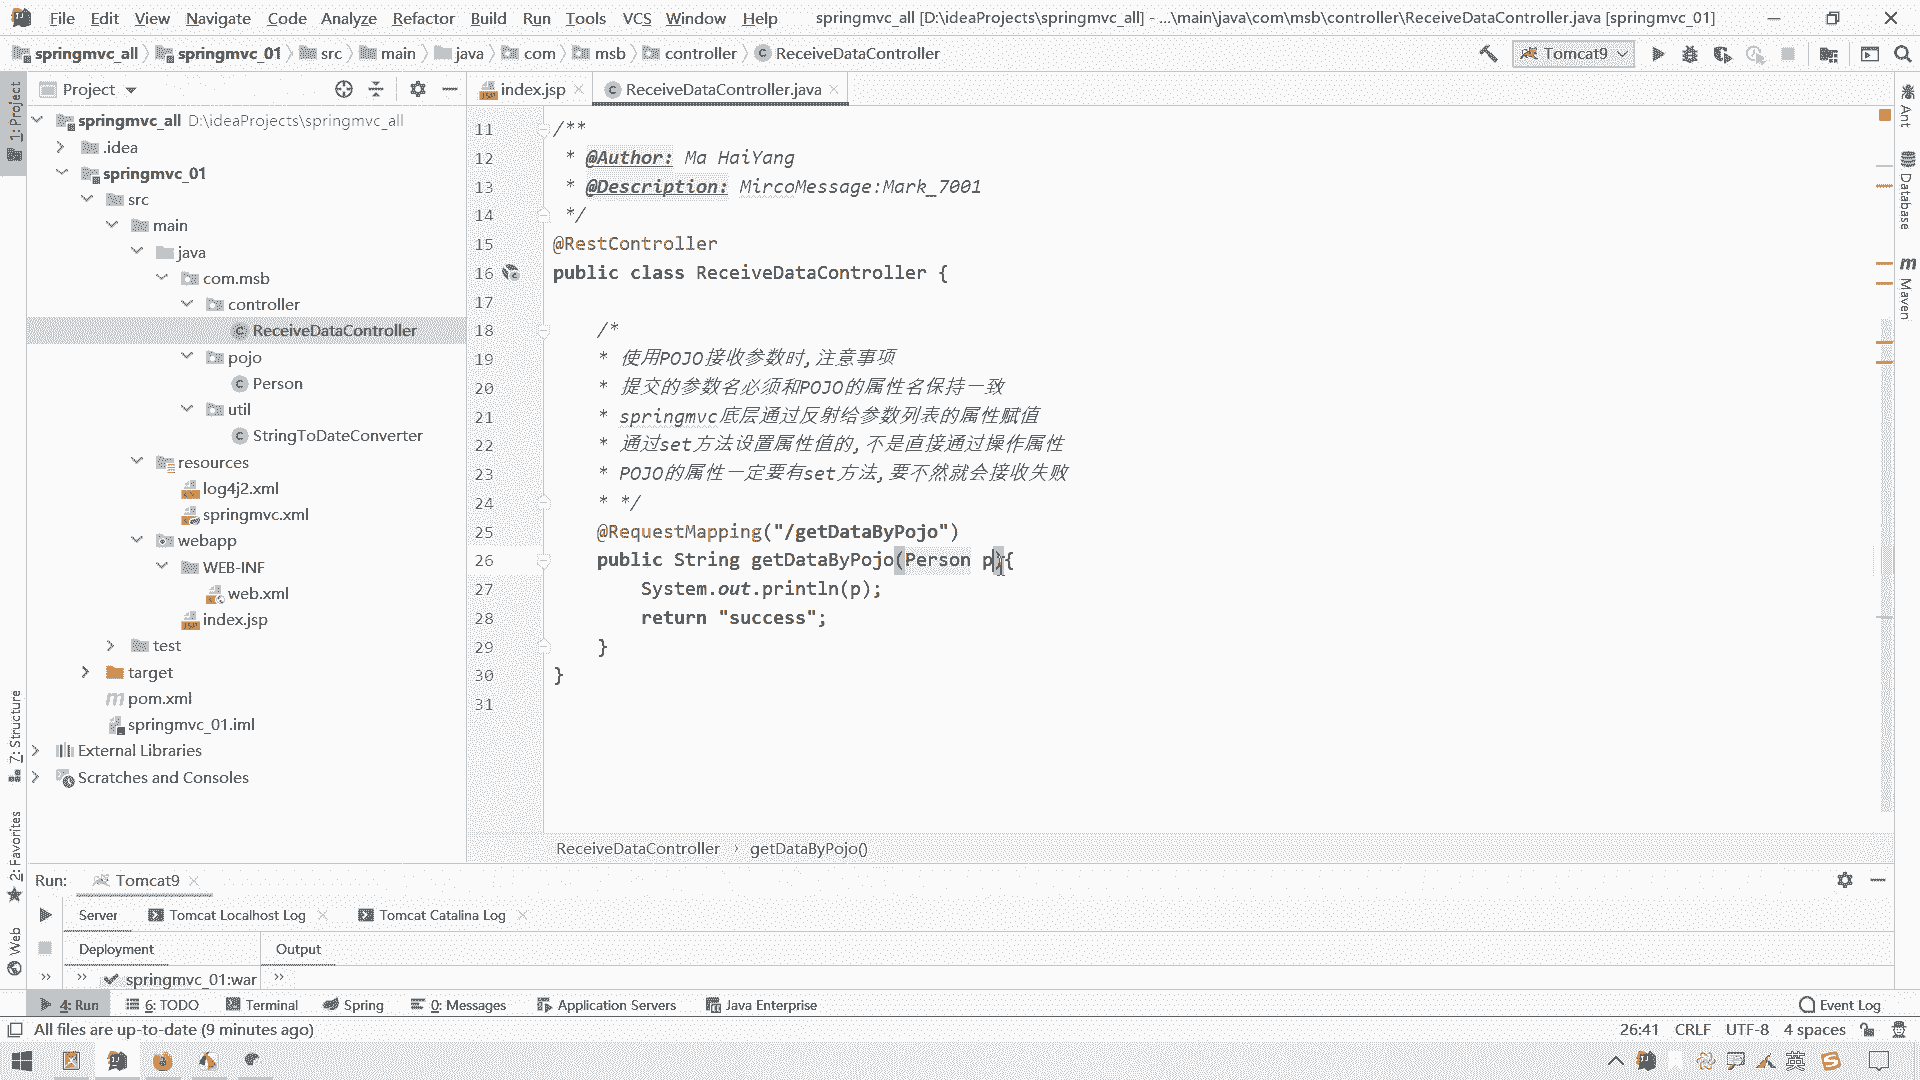 File Edit View Navigate Code Analyze Refactor Build Run Tools VCS Window Help springmvc_all [D:\ideaProjects\springmvc_all] - ...\main\java\com\msb\controller\ReceiveDataController.java [springmvc_01]
springmvc_all springmvc_01 src main java com msb controller ReceiveDataController Tomcat9
1: Project
Project
springmvc_all D:\ideaProjects\springmvc_all
.idea
springmvc_01
src
main
java
com.msb
controller
ReceiveDataController
pojo
Person
util
StringToDateConverter
resources
log4j2.xml
springmvc.xml
webapp
WEB-INF
web.xml
index.jsp
test
target
pom.xml
springmvc_01.iml
External Libraries
Scratches and Consoles
7: Structure
2: Favorites
Web
index.jsp ReceiveDataController.java
11 /**
12 * @Author: Ma HaiYang
13 * @Description: MircoMessage:Mark_7001
14 */
15 @RestController
16 public class ReceiveDataController {
17
18 /*
19 * 使用POJO接收参数时,注意事项
20 * 提交的参数名必须和POJO的属性名保持一致
21 * springmvc底层通过反射给参数列表的属性赋值
22 * 通过set方法设置属性值的,不是直接通过操作属性
23 * POJO的属性一定要有set方法,要不然就会接收失败
24 * */
25 @RequestMapping("/getDataByPojo")
26 public String getDataByPojo(Person p){
27 System.out.println(p);
28 return "success";
29 }
30 }
31
ReceiveDataController › getDataByPojo()
Ant
Database
Maven
m
Run: Tomcat9
Server Tomcat Localhost Log Tomcat Catalina Log
Deployment Output
springmvc_01:war
4: Run 6: TODO Terminal Spring 0: Messages Application Servers Java Enterprise Event Log
All files are up-to-date (9 minutes ago) 26:41 CRLF UTF-8 4 spaces
英